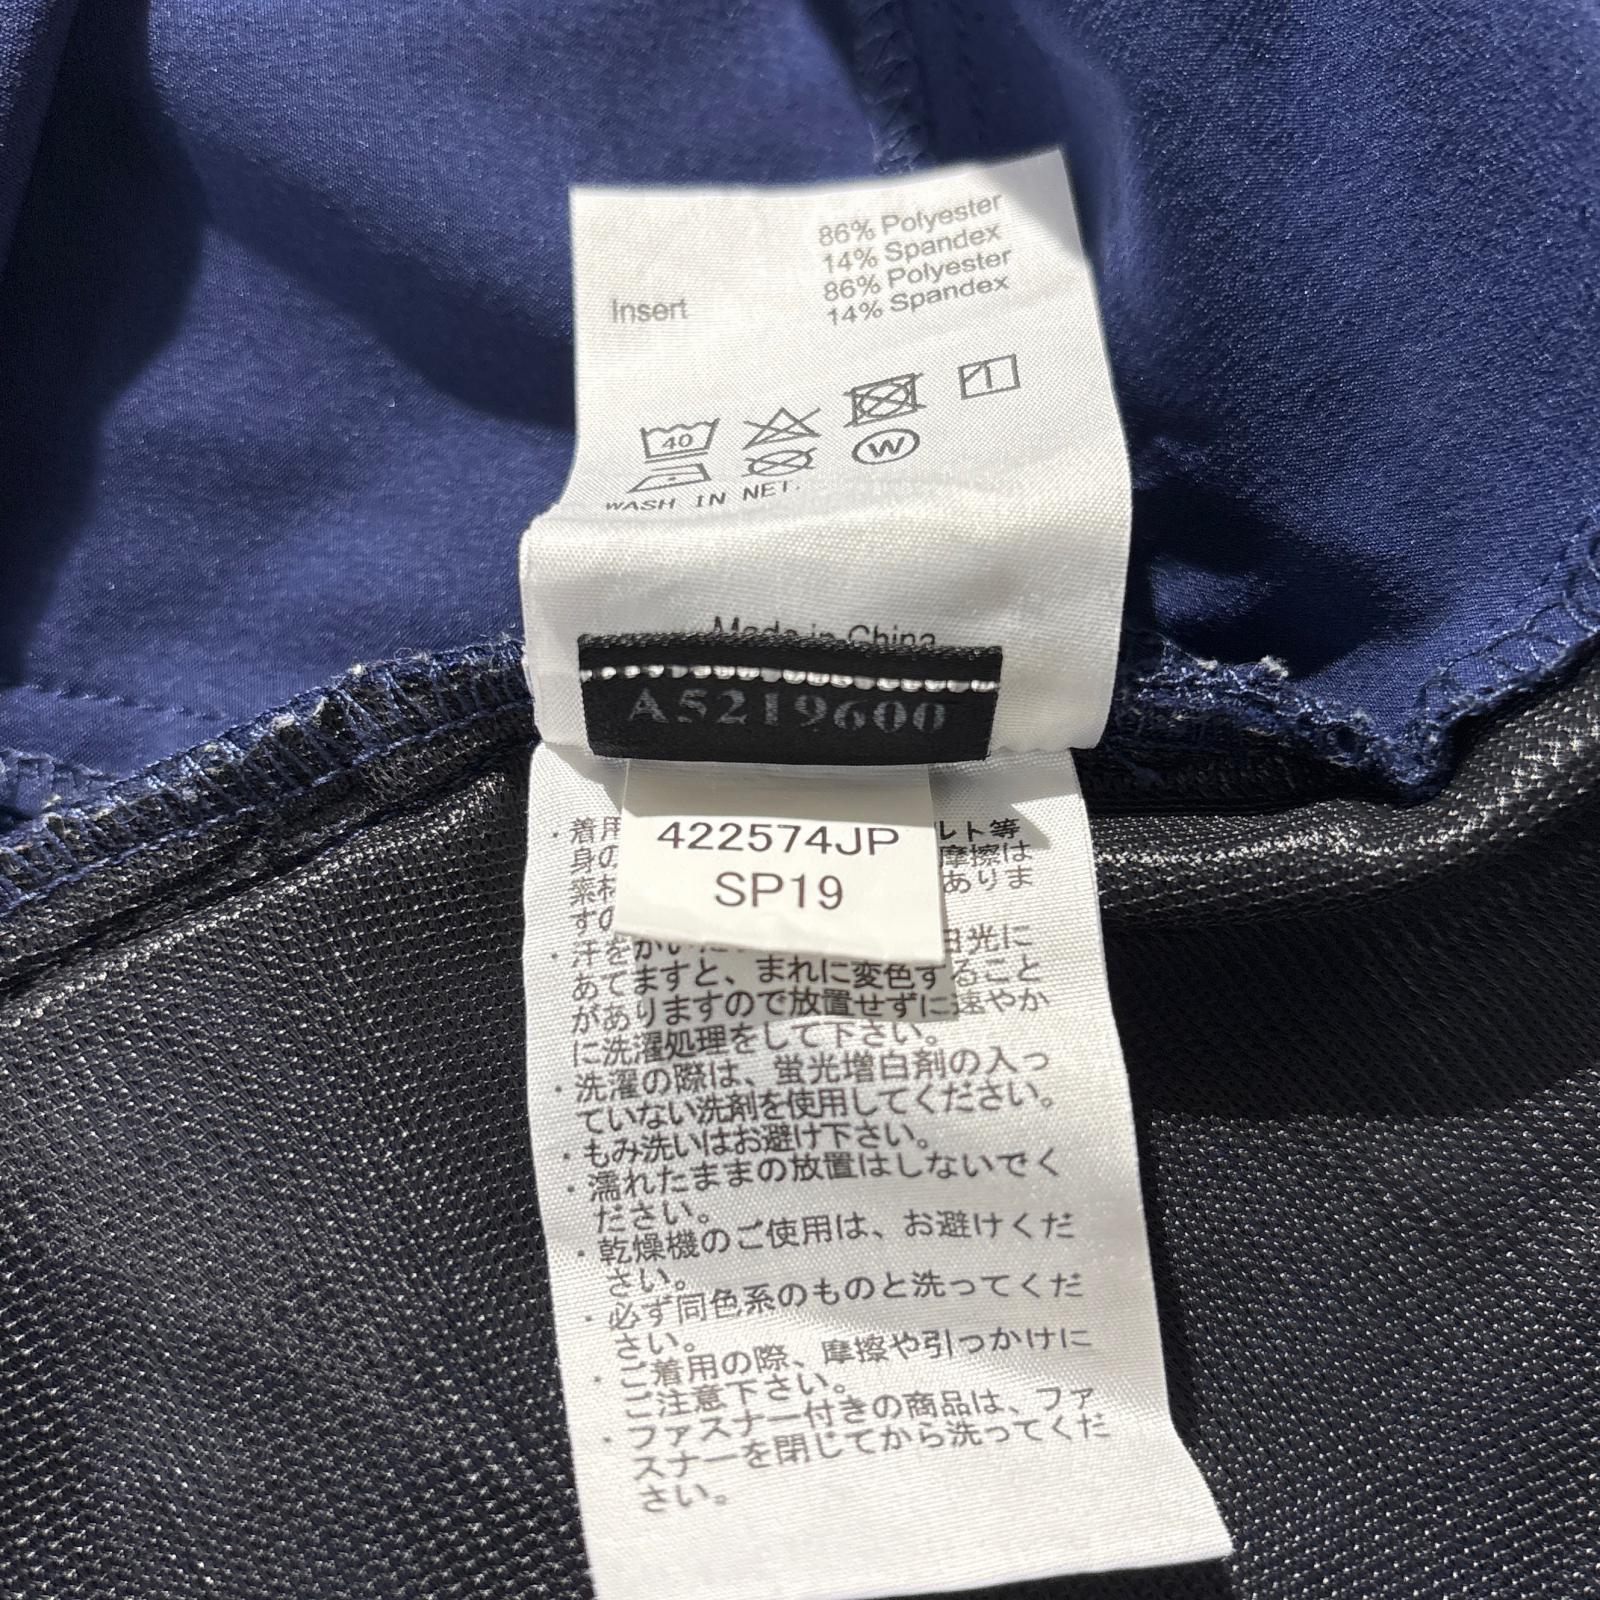 86% Polyester
14% Spandex
Insert 86% Polyester
14% Spandex
40
W
WASH IN NET.
Made in China
A5219600
422574JP
SP19
・着用 ルト等
身の 摩擦は
素材 ありま
すの
・汗をかいた 日光に
あてますと、まれに変色すること
がありますので放置せずに速やか
に洗濯処理をして下さい。
・洗濯の際は、蛍光増白剤の入っ
ていない洗剤を使用してください。
・もみ洗いはお避け下さい。
・濡れたままの放置はしないでく
ださい。
・乾燥機のご使用は、お避けくだ
さい。
・必ず同色系のものと洗ってくだ
さい。
・ご着用の際、摩擦や引っかけに
ご注意下さい。
・ファスナー付きの商品は、ファ
スナーを閉じてから洗ってくだ
さい。